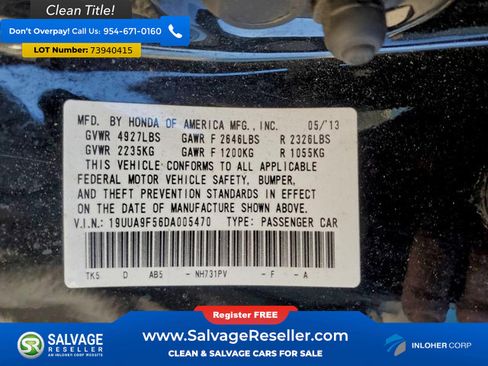 Clean Title!
Don't Overpay! Call Us: 954-671-0160
LOT Number: 73940415
MFD. BY HONDA OF AMERICA MFG., INC. 05/13
GVWR 4927LBS GAWR F 2646LBS R 2326LBS
GVWR 2235KG GAWR F 1200KG R 1055KG
THIS VEHICLE CONFORMS TO ALL APPLICABLE
FEDERAL MOTOR VEHICLE SAFETY, BUMPER,
AND THEFT PREVENTION STANDARDS IN EFFECT
ON THE DATE OF MANUFACTURE SHOWN ABOVE.
V.I.N.: 19UUA9F56DA005470 TYPE: PASSENGER CAR
TK5 D AB5 - NH731PV - F - A
Register FREE!
SALVAGE
RESELLER
AN INLOHER CORP WEBSITE
www.SalvageReseller.com
CLEAN & SALVAGE CARS FOR SALE
INLOHER CORP